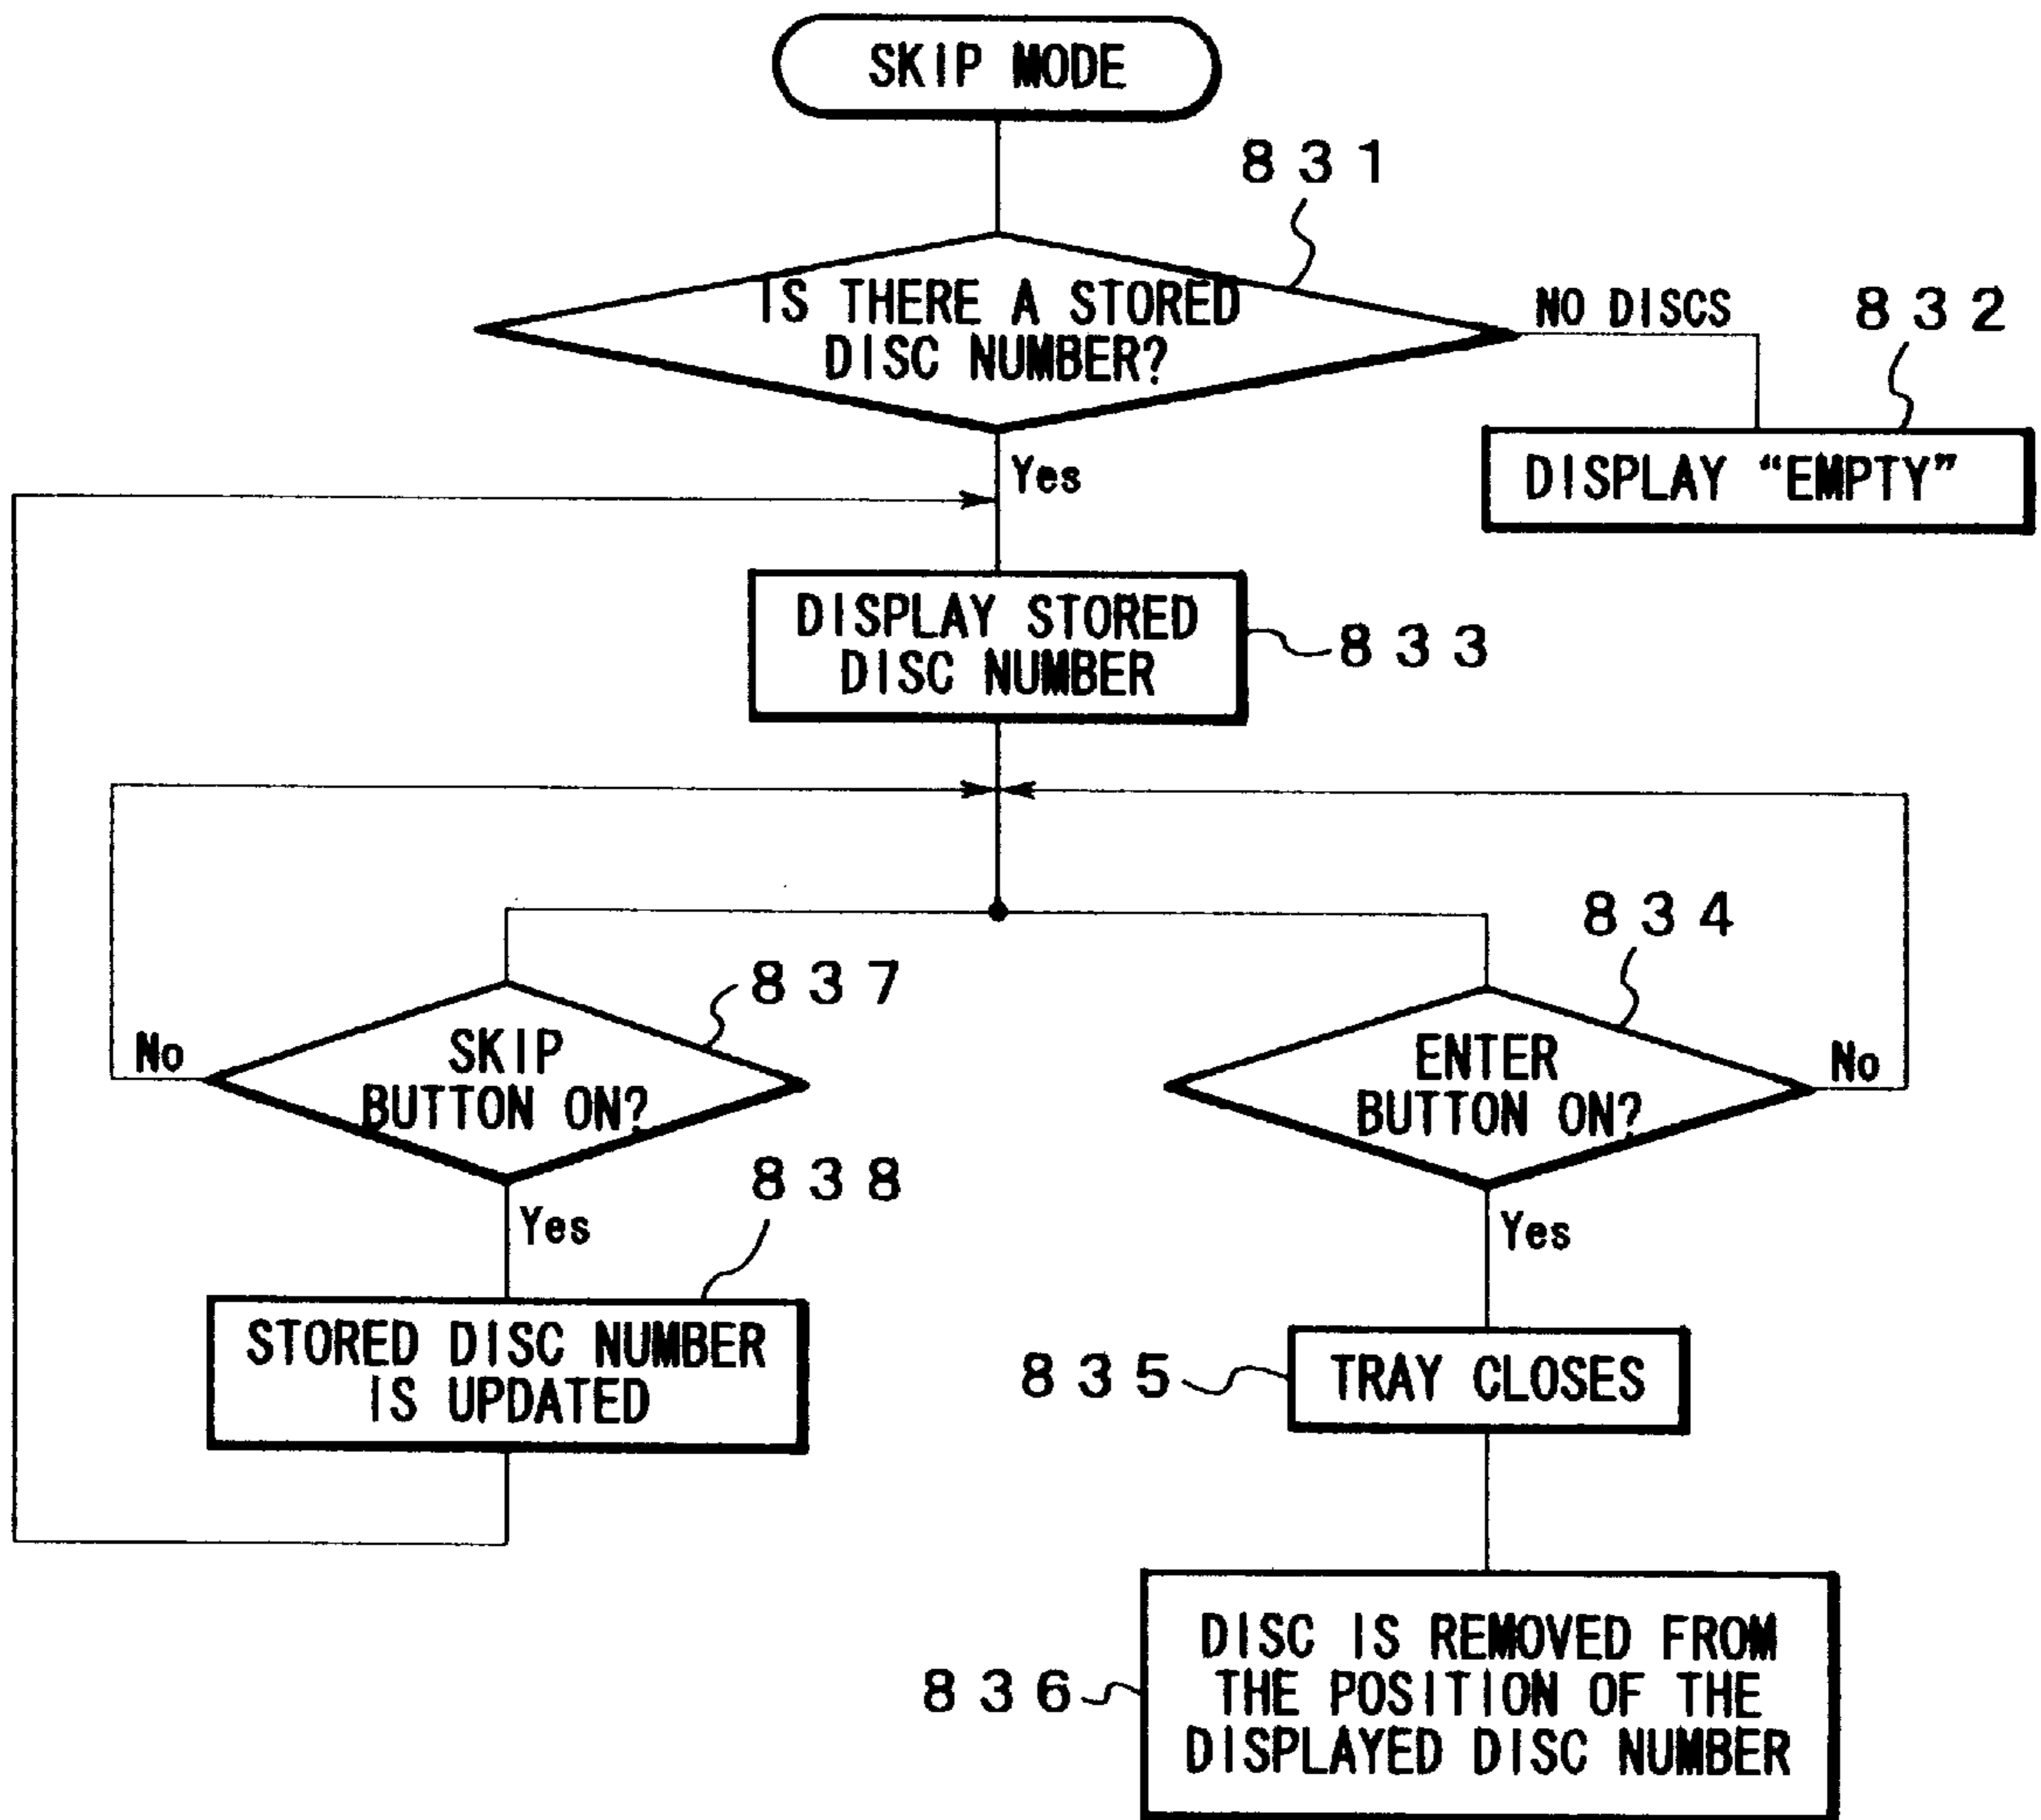 SKIP MODE
831
IS THERE A STORED
DISC NUMBER?
NO DISCS
832
DISPLAY “EMPTY”
Yes
DISPLAY STORED
DISC NUMBER
833
834
837
SKIP
BUTTON ON?
No
ENTER
BUTTON ON?
No
838
Yes
Yes
STORED DISC NUMBER
IS UPDATED
835
TRAY CLOSES
836
DISC IS REMOVED FROM
THE POSITION OF THE
DISPLAYED DISC NUMBER